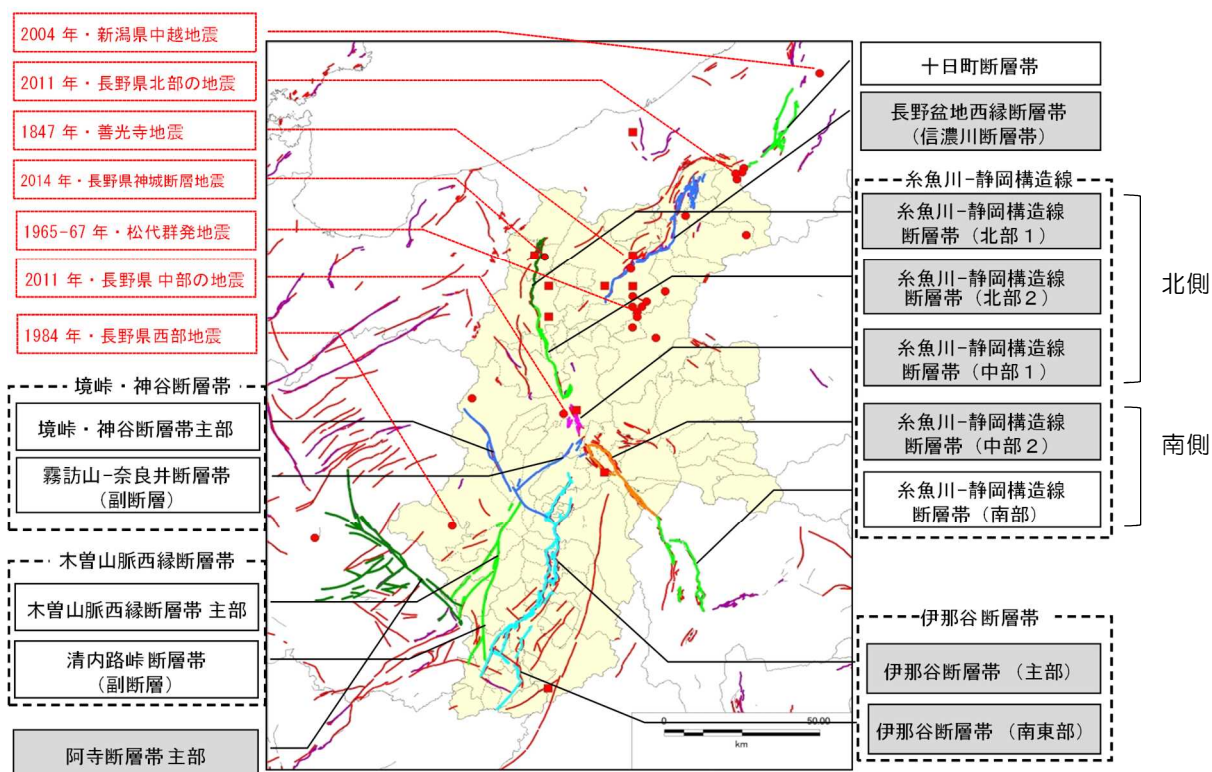 2004 年・新潟県中越地震
2011 年・長野県北部の地震
1847 年・善光寺地震
2014 年・長野県神城断層地震
1965-67 年・松代群発地震
2011 年・長野県 中部の地震
1984 年・長野県西部地震
境峠・神谷断層帯
境峠・神谷断層帯主部
霧訪山-奈良井断層帯
(副断層)
木曽山脈西縁断層帯
木曽山脈西縁断層帯 主部
清内路峠 断層帯
(副断層)
阿寺断層帯 主部
十日町断層帯
長野盆地西縁断層帯
(信濃川断層帯)
糸魚川-静岡構造線
糸魚川-静岡構造線
断層帯 (北部1)
糸魚川-静岡構造線
断層帯 (北部2)
糸魚川-静岡構造線
断層帯 (中部1)
北側
糸魚川-静岡構造線
断層帯 (中部2)
糸魚川-静岡構造線
断層帯 (南部)
南側
伊那谷断層帯
伊那谷断層帯 (主部)
伊那谷断層帯 (南東部)
0 50.00
km